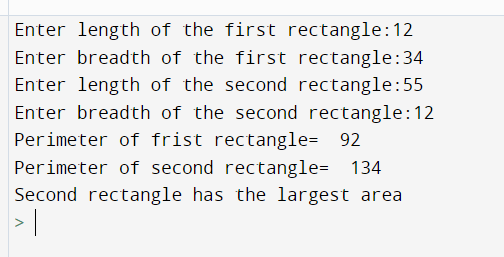 Enter length of the first rectangle:12
Enter breadth of the first rectangle:34
Enter length of the second rectangle:55
Enter breadth of the second rectangle:12
Perimeter of frist rectangle=  92
Perimeter of second rectangle=  134
Second rectangle has the largest area
>